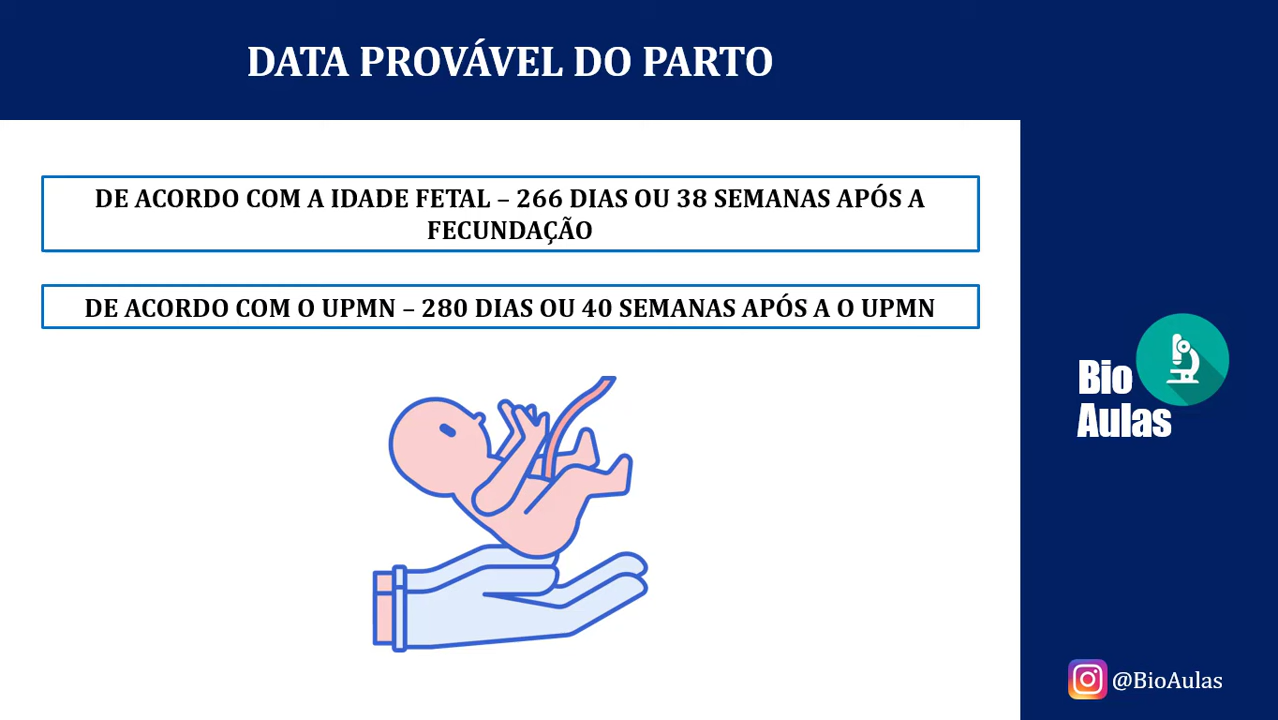 DATA PROVÁVEL DO PARTO
DE ACORDO COM A IDADE FETAL – 266 DIAS OU 38 SEMANAS APÓS A
FECUNDAÇÃO
DE ACORDO COM O UPMN – 280 DIAS OU 40 SEMANAS APÓS A O UPMN
Bio
Aulas
@BioAulas